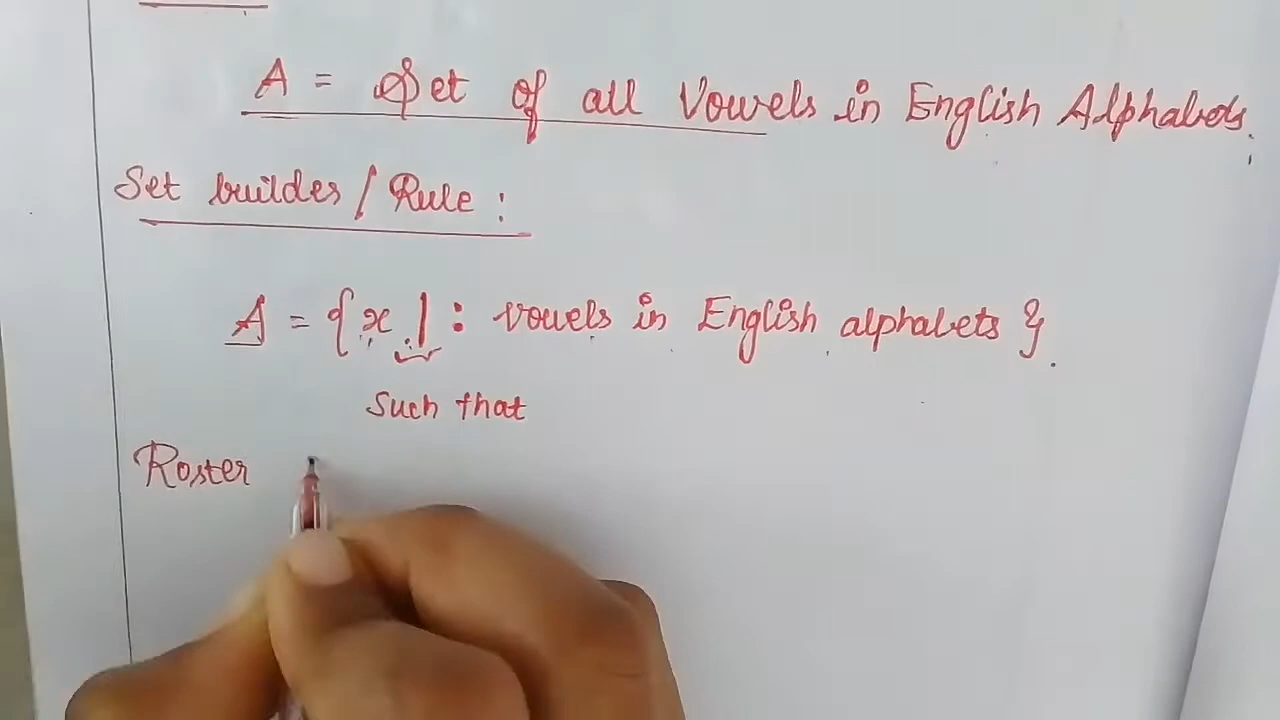 A = Set of all Vowels in English Alphabets.
Set builder / Rule :
A = {x | : vowels in English alphabets }.
Such that
Roster